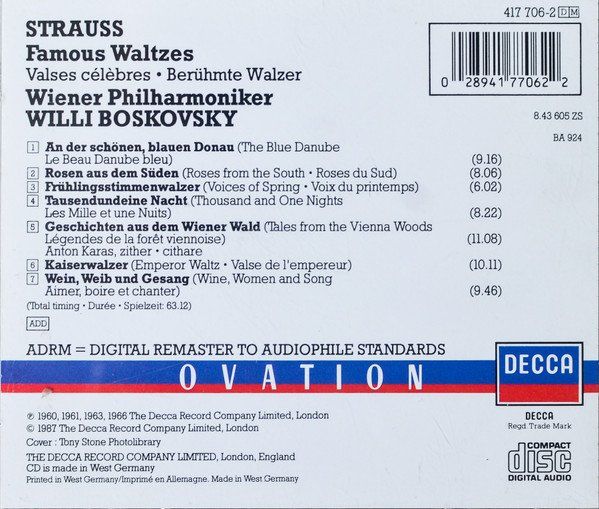 417 706-2 DM
STRAUSS
Famous Waltzes
Valses célèbres • Berühmte Walzer
Wiener Philharmoniker
WILLI BOSKOVSKY
0 28941 77062 2
8.43 605 ZS
BA 924
1 An der schönen, blauen Donau (The Blue Danube
Le Beau Danube bleu) (9.16)
2 Rosen aus dem Süden (Roses from the South • Roses du Sud) (8.06)
3 Frühlingsstimmenwalzer (Voices of Spring • Voix du printemps) (6.02)
4 Tausendundeine Nacht (Thousand and One Nights
Les Mille et une Nuits) (8.22)
5 Geschichten aus dem Wiener Wald (Tales from the Vienna Woods
Légendes de la forêt viennoise) (11.08)
Anton Karas, zither • cithare
6 Kaiserwalzer (Emperor Waltz • Valse de l'empereur) (10.11)
7 Wein, Weib und Gesang (Wine, Women and Song
Aimer, boire et chanter) (9.46)
(Total timing • Durée • Spielzeit: 63.12)
ADD
ADRM = DIGITAL REMASTER TO AUDIOPHILE STANDARDS
DECCA
OVATION
℗ 1960, 1961, 1963, 1966 The Decca Record Company Limited, London
© 1987 The Decca Record Company Limited, London
Cover : Tony Stone Photolibrary
DECCA
Regd. Trade Mark
THE DECCA RECORD COMPANY LIMITED, London, England
CD is made in West Germany
Printed in West Germany/Imprimé en Allemagne. Made in West Germany
COMPACT
disc
DIGITAL AUDIO